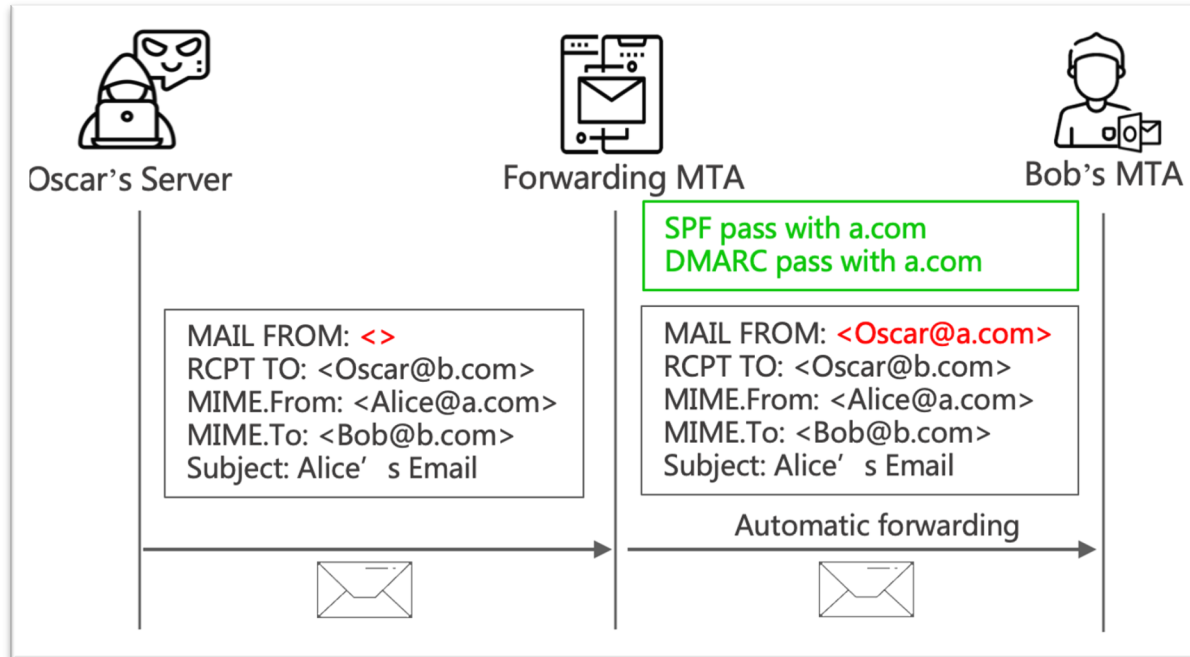 Oscar's Server
Forwarding MTA
Bob's MTA
SPF pass with a.com
DMARC pass with a.com
MAIL FROM: <>
RCPT TO: <Oscar@b.com>
MIME.From: <Alice@a.com>
MIME.To: <Bob@b.com>
Subject: Alice’ s Email
MAIL FROM: <Oscar@a.com>
RCPT TO: <Oscar@b.com>
MIME.From: <Alice@a.com>
MIME.To: <Bob@b.com>
Subject: Alice’ s Email
Automatic forwarding